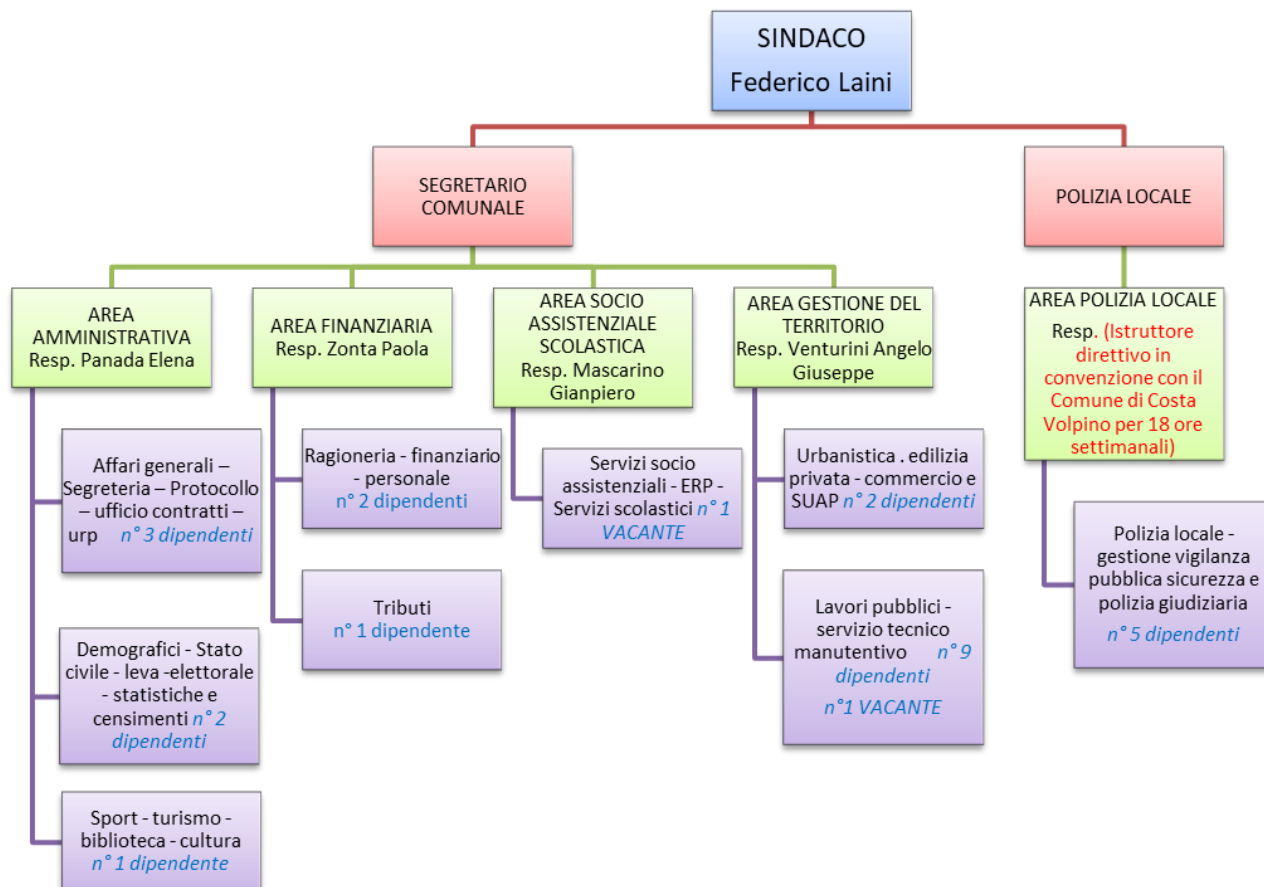 SINDACO
Federico Laini
SEGRETARIO
COMUNALE
POLIZIA LOCALE
AREA
AMMINISTRATIVA
Resp. Panada Elena
AREA FINANZIARIA
Resp. Zonta Paola
AREA SOCIO
ASSISTENZIALE
SCOLASTICA
Resp. Mascarino
Gianpiero
AREA GESTIONE DEL
TERRITORIO
Resp. Venturini Angelo
Giuseppe
AREA POLIZIA LOCALE
Resp. (Istruttore
direttivo in
convenzione con il
Comune di Costa
Volpino per 18 ore
settimanali)
Affari generali –
Segreteria – Protocollo
– ufficio contratti –
urp n° 3 dipendenti
Demografici - Stato
civile - leva -elettorale
- statistiche e
censimenti n° 2
dipendenti
Sport - turismo -
biblioteca - cultura
n° 1 dipendente
Ragioneria - finanziario
- personale
n° 2 dipendenti
Tributi
n° 1 dipendente
Servizi socio
assistenziali - ERP -
Servizi scolastici n° 1
VACANTE
Urbanistica . edilizia
privata - commercio e
SUAP n° 2 dipendenti
Lavori pubblici -
servizio tecnico
manutentivo n° 9
dipendenti
n°1 VACANTE
Polizia locale -
gestione vigilanza
pubblica sicurezza e
polizia giudiziaria
n° 5 dipendenti